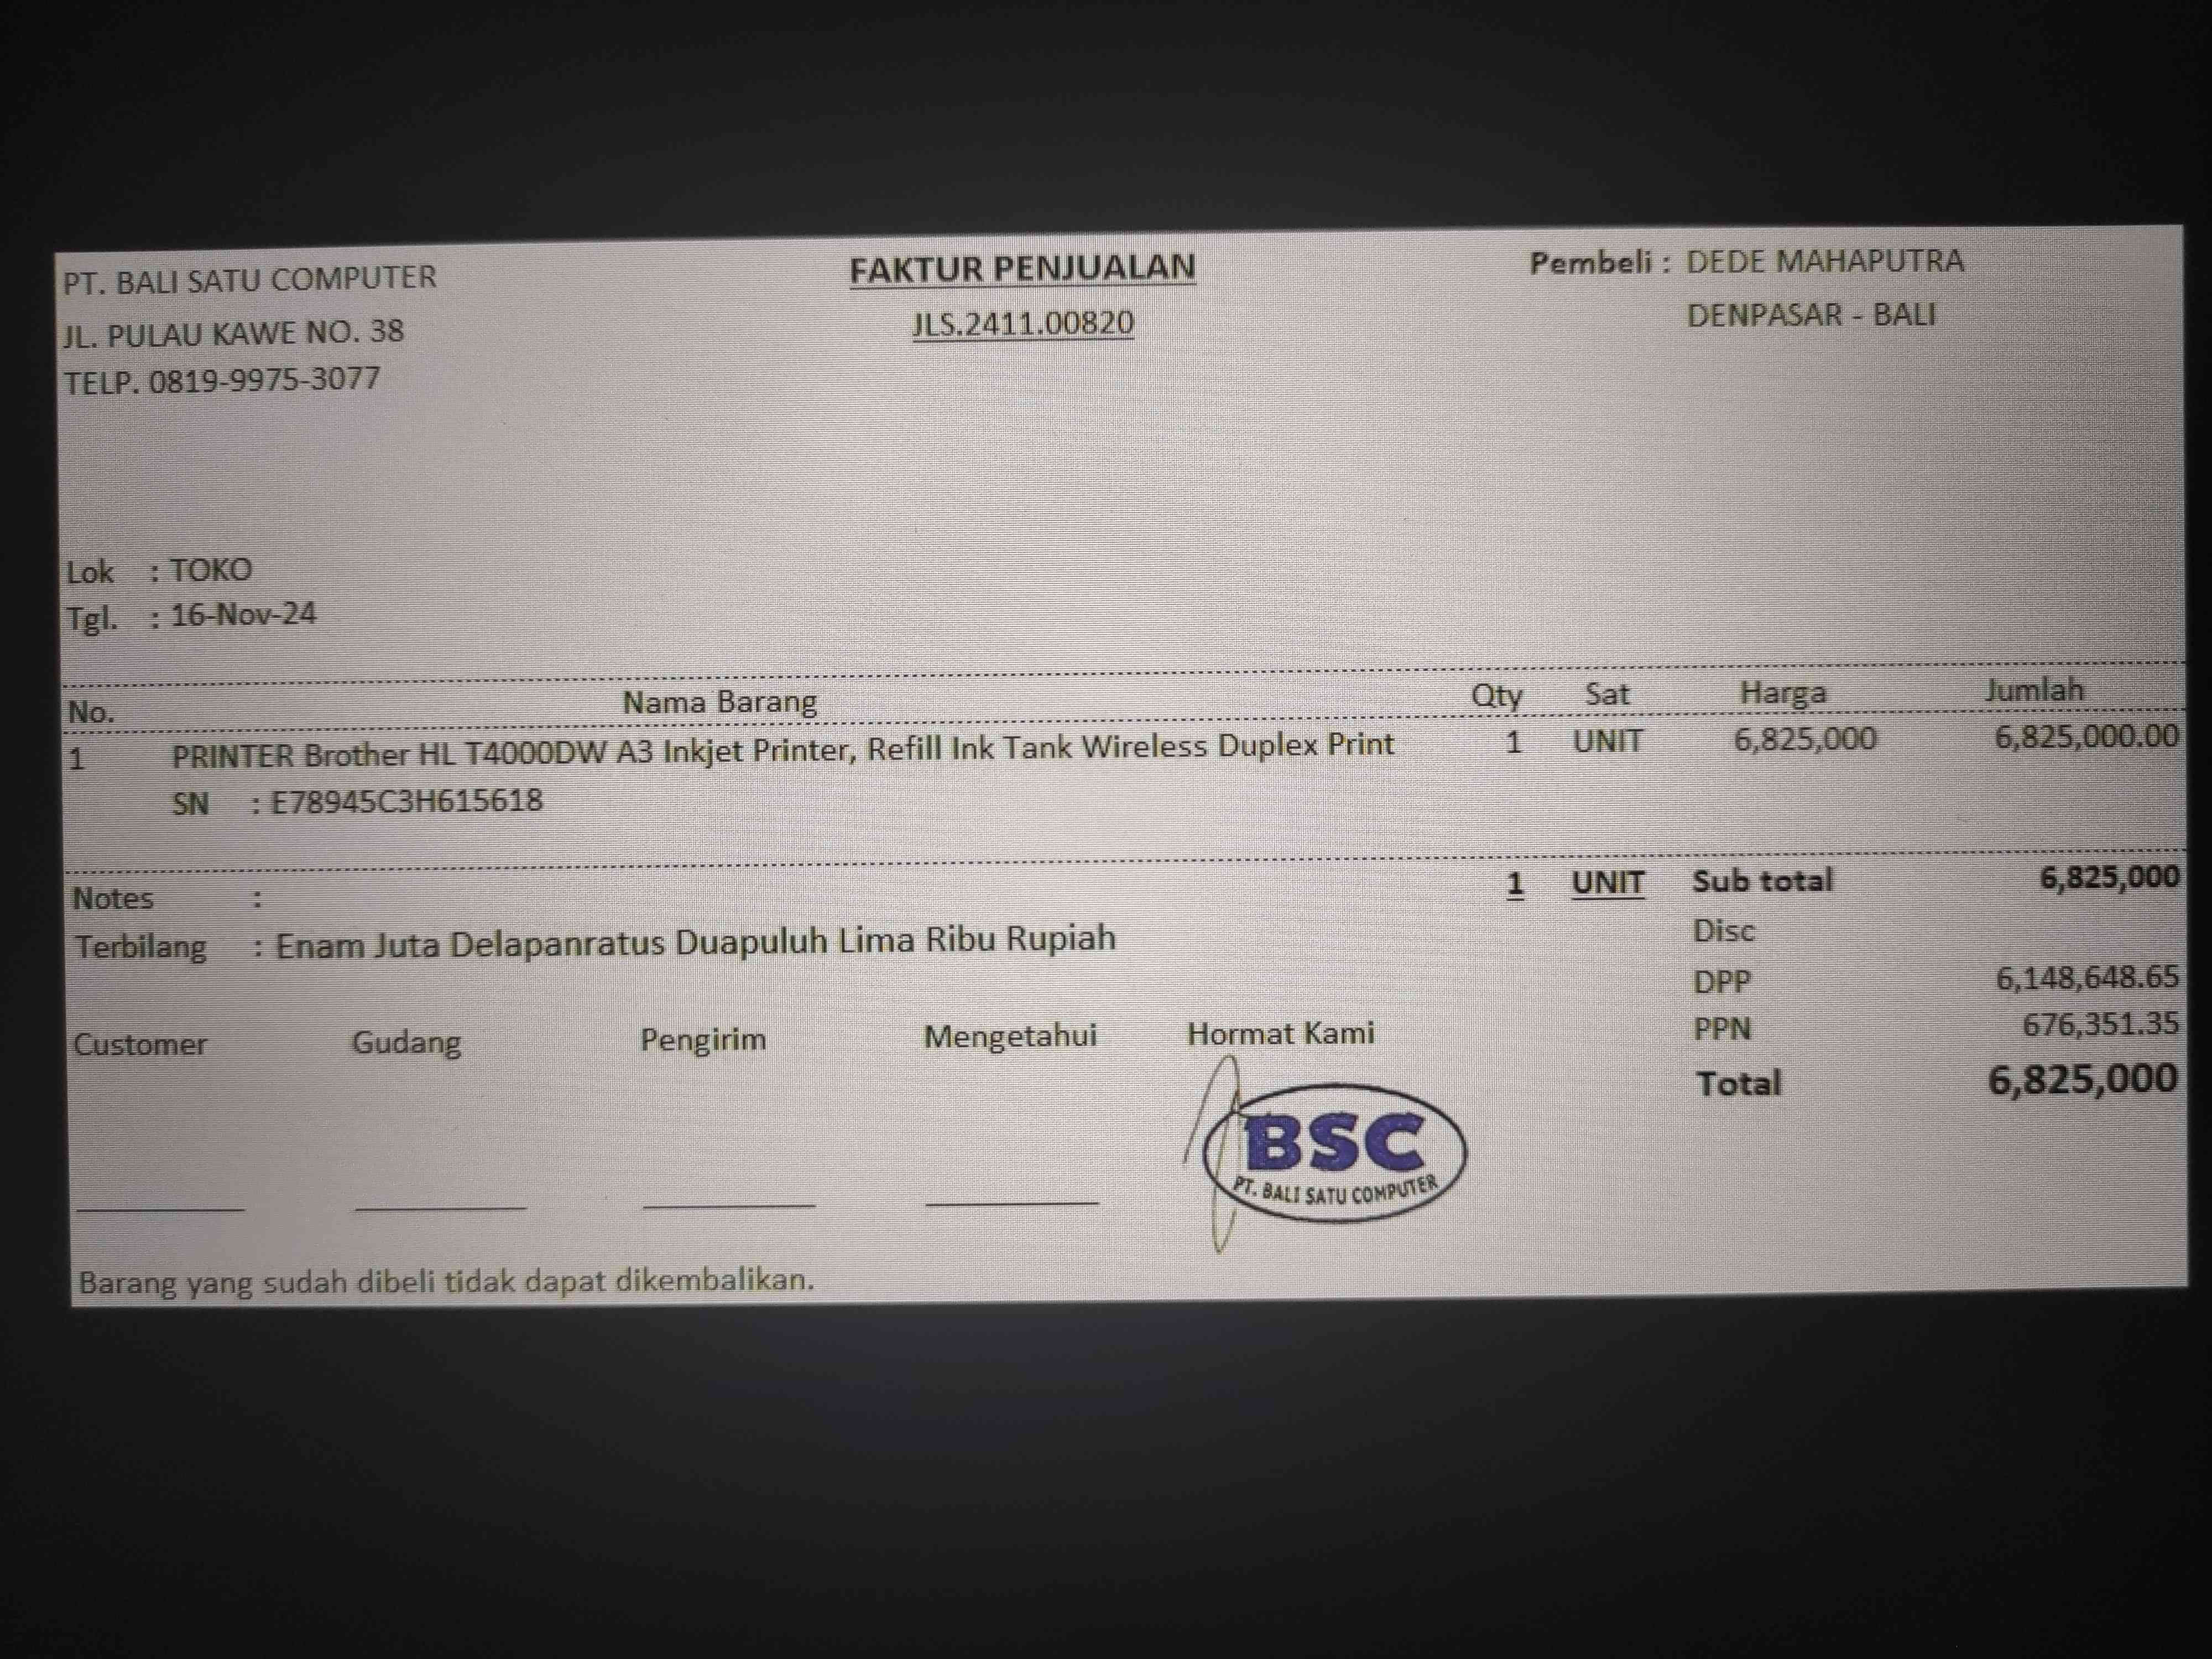 PT. BALI SATU COMPUTER
JL. PULAU KAWE NO. 38
TELP. 0819-9975-3077
FAKTUR PENJUALAN
JLS.2411.00820
Pembeli : DEDE MAHAPUTRA
DENPASAR - BALI
Lok : TOKO
Tgl. : 16-Nov-24
No. Nama Barang Qty Sat Harga Jumlah
1 PRINTER Brother HL T4000DW A3 Inkjet Printer, Refill Ink Tank Wireless Duplex Print 1 UNIT 6,825,000 6,825,000.00
SN : E78945C3H615618
Notes : 1 UNIT Sub total 6,825,000
Terbilang : Enam Juta Delapanratus Duapuluh Lima Ribu Rupiah
Disc
DPP 6,148,648.65
PPN 676,351.35
Total 6,825,000
Customer Gudang Pengirim Mengetahui Hormat Kami
BSC
PT. BALI SATU COMPUTER
Barang yang sudah dibeli tidak dapat dikembalikan.